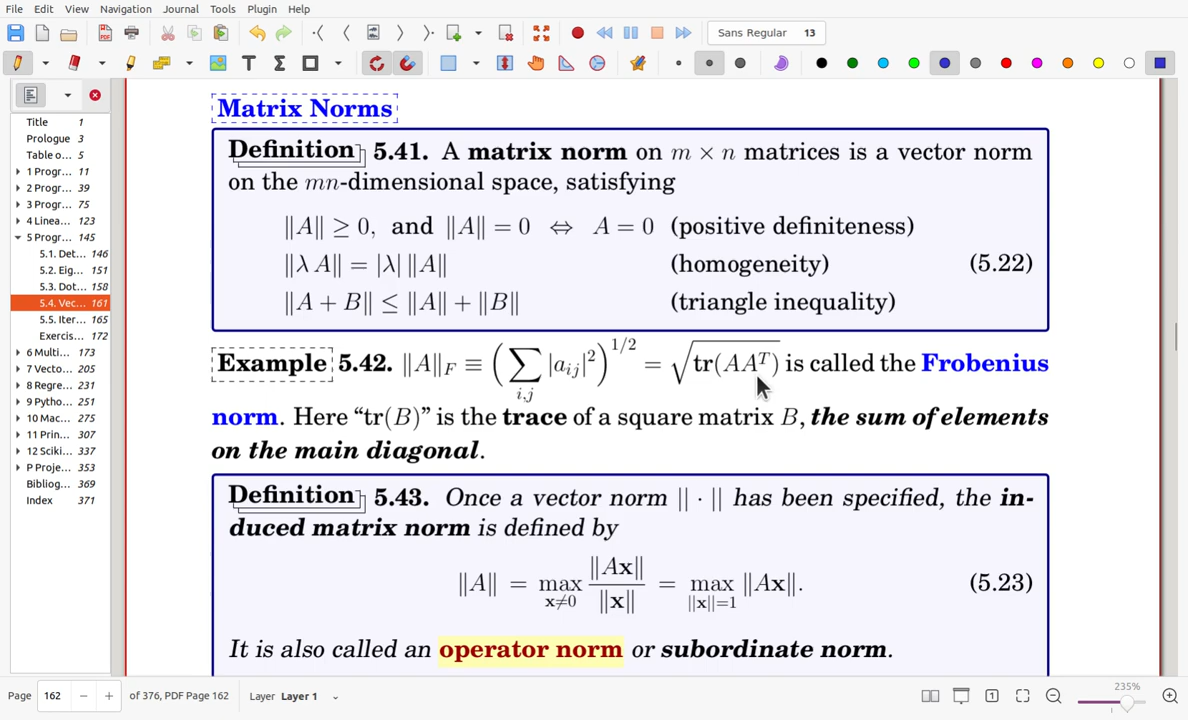 File Edit View Navigation Journal Tools Plugin Help
Sans Regular 13
Title 1
Prologue 3
Table o... 5
1 Progr... 11
2 Progr... 39
3 Progr... 75
4 Linea... 123
5 Progr... 145
5.1. Det... 146
5.2. Eig... 151
5.3. Dot... 158
5.4. Vec... 161
5.5. Iter... 165
Exercis... 172
6 Multi... 173
7 Vecto... 205
8 Regre... 231
9 Pytho... 251
10 Mac... 275
11 Prin... 307
12 Sciki... 337
P Proje... 353
Bibliog... 369
Index 371
Matrix Norms
Definition 5.41. A matrix norm on m × n matrices is a vector norm
on the mn-dimensional space, satisfying
‖A‖ ≥ 0, and ‖A‖ = 0 ⇔ A = 0 (positive definiteness)
‖λ A‖ = |λ| ‖A‖ (homogeneity) (5.22)
‖A + B‖ ≤ ‖A‖ + ‖B‖ (triangle inequality)
Example 5.42. ‖A‖_F ≡ (∑_{i,j} |a_{ij}|²)^{1/2} = √tr(AA^T) is called the Frobenius
norm. Here “tr(B)” is the trace of a square matrix B, the sum of elements
on the main diagonal.
Definition 5.43. Once a vector norm || · || has been specified, the in-
duced matrix norm is defined by
‖A‖ = max_{x≠0} ‖Ax‖/‖x‖ = max_{||x||=1} ‖Ax‖. (5.23)
It is also called an operator norm or subordinate norm.
Page 162 of 376, PDF Page 162 Layer Layer 1 235%